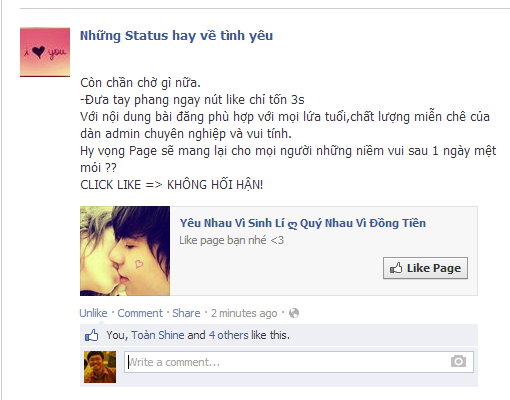 i ♥ you
Những Status hay về tình yêu
Còn chần chờ gì nữa.
-Đưa tay phang ngay nút like chỉ tốn 3s
Với nội dung bài đăng phù hợp với mọi lứa tuổi,chất lượng miễn chê của
dàn admin chuyên nghiệp và vui tính.
Hy vọng Page sẽ mang lại cho mọi người những niềm vui sau 1 ngày mệt
mỏi ??
CLICK LIKE => KHÔNG HỐI HẬN!
Yêu Nhau Vì Sinh Lí ღ Quý Nhau Vì Đồng Tiền
Like page bạn nhé <3
Like Page
Unlike · Comment · Share · 2 minutes ago ·
You, Toàn Shine and 4 others like this.
Write a comment...